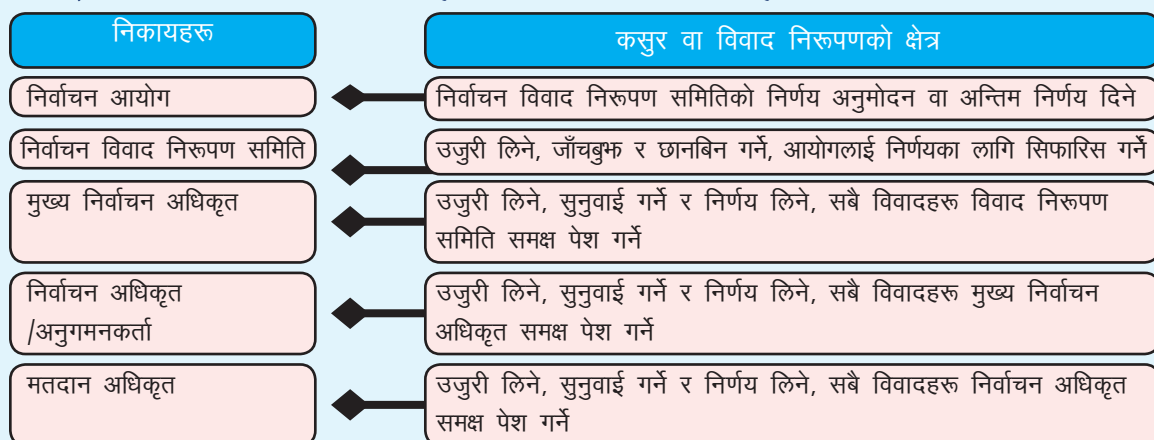 निकायहरू
कसुर वा विवाद निरूपणको क्षेत्र
निर्वाचन आयोग
निर्वाचन विवाद निरूपण समितिको निर्णय अनुमोदन वा अन्तिम निर्णय दिने
निर्वाचन विवाद निरूपण समिति
उजुरी लिने, जाँचबुझ र छानबिन गर्ने, आयोगलाई निर्णयका लागि सिफारिस गर्ने
मुख्य निर्वाचन अधिकृत
उजुरी लिने, सुनुवाई गर्ने र निर्णय लिने, सबै विवादहरू विवाद निरूपण
समिति समक्ष पेश गर्ने
निर्वाचन अधिकृत
/अनुगमनकर्ता
उजुरी लिने, सुनुवाई गर्ने र निर्णय लिने, सबै विवादहरू मुख्य निर्वाचन
अधिकृत समक्ष पेश गर्ने
मतदान अधिकृत
उजुरी लिने, सुनुवाई गर्ने र निर्णय लिने, सबै विवादहरू निर्वाचन अधिकृत
समक्ष पेश गर्ने